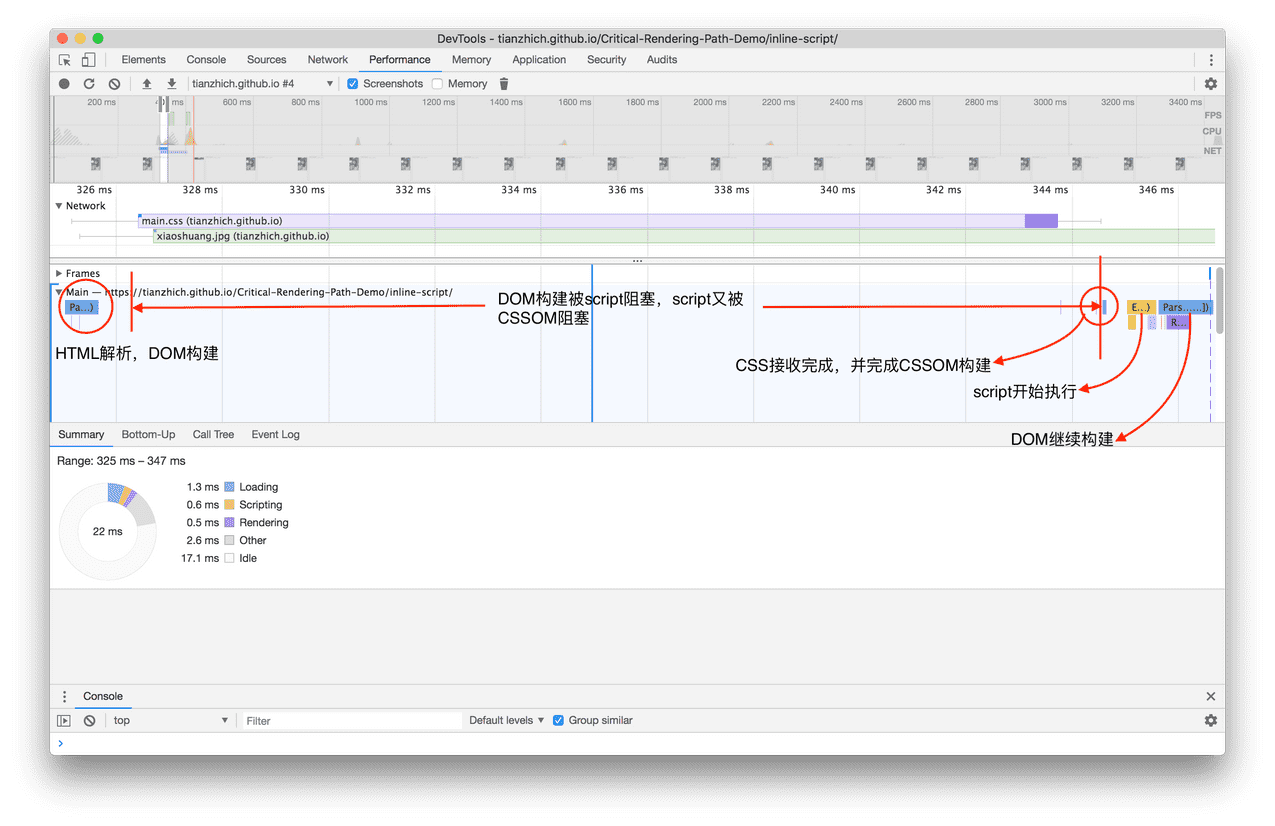 DevTools - tianzhich.github.io/Critical-Rendering-Path-Demo/inline-script/
Elements Console Sources Network Performance Memory Application Security Audits
tianzhich.github.io #4 Screenshots Memory
200 ms ms 600 ms 800 ms 1000 ms 1200 ms 1400 ms 1600 ms 1800 ms 2000 ms 2200 ms 2400 ms 2600 ms 2800 ms 3000 ms 3200 ms 3400 ms
FPS
CPU
NET
326 ms 328 ms 330 ms 332 ms 334 ms 336 ms 338 ms 340 ms 342 ms 344 ms 346 ms
Network
main.css (tianzhich.github.io)
xiaoshuang.jpg (tianzhich.github.io)
Frames
Main — https://tianzhich.github.io/Critical-Rendering-Path-Demo/inline-script/
Pa...) E...) Pars......])
R...
DOM构建被script阻塞，script又被
CSSOM阻塞
HTML解析，DOM构建
CSS接收完成，并完成CSSOM构建
script开始执行
DOM继续构建
Summary Bottom-Up Call Tree Event Log
Range: 325 ms – 347 ms
22 ms
1.3 ms Loading
0.6 ms Scripting
0.5 ms Rendering
2.6 ms Other
17.1 ms Idle
Console
top Filter Default levels Group similar